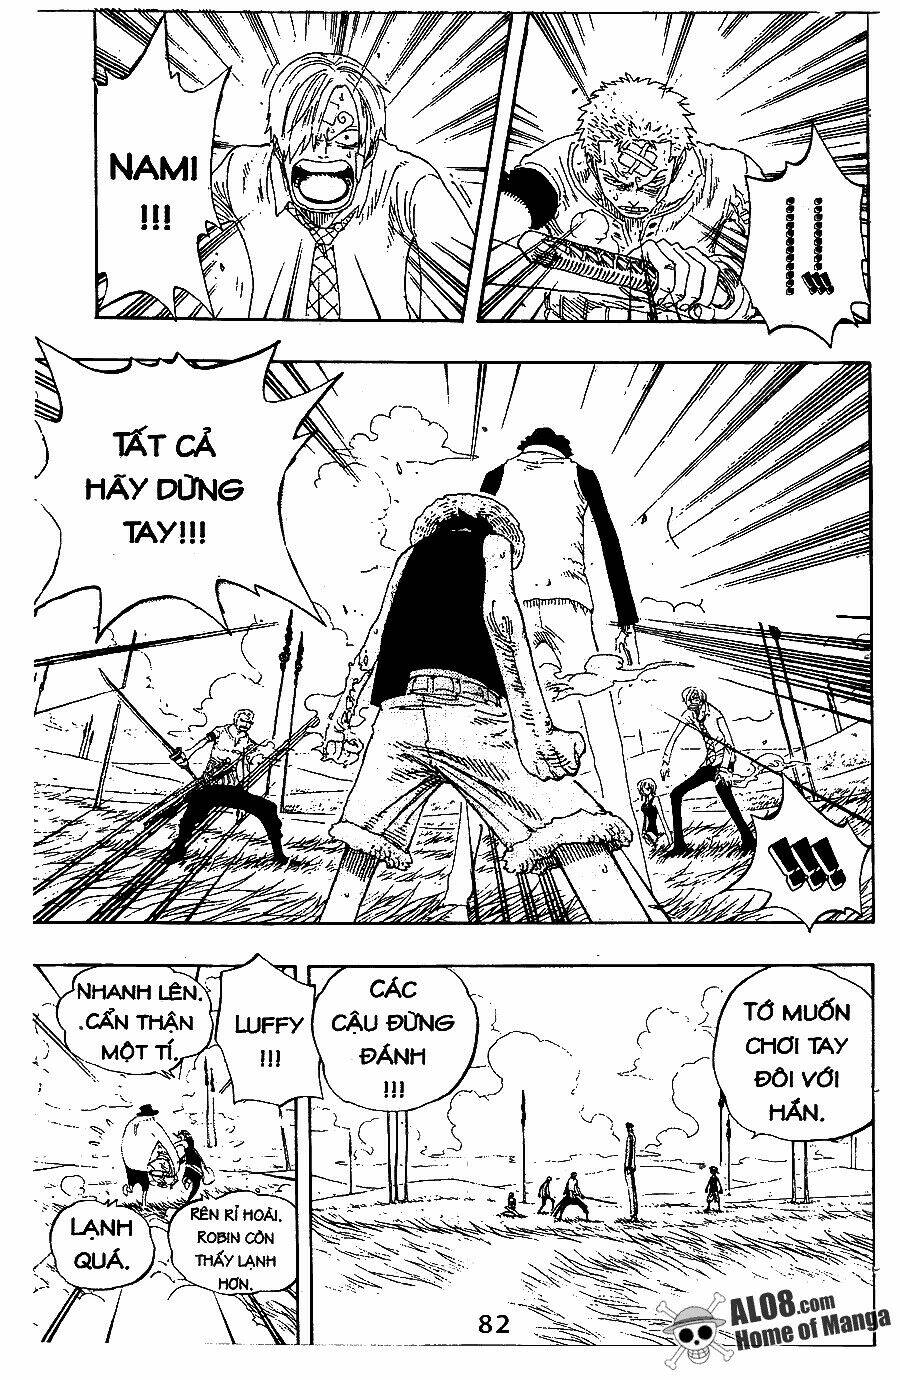 NAMI
!!!
..........
..........!!!
TẤT CẢ
HÃY DỪNG
TAY!!!
!!!
NHANH LÊN.
CẨN THẬN
MỘT TÍ.
LUFFY
!!!
CÁC
CẬU ĐỪNG
ĐÁNH
!!!
TỚ MUỐN
CHƠI TAY
ĐÔI VỚI
HẮN.
LẠNH
QUÁ.
RÊN RỈ HOÀI.
ROBIN CÒN
THẤY LẠNH
HƠN.
82
ALO8.com
Home of Manga